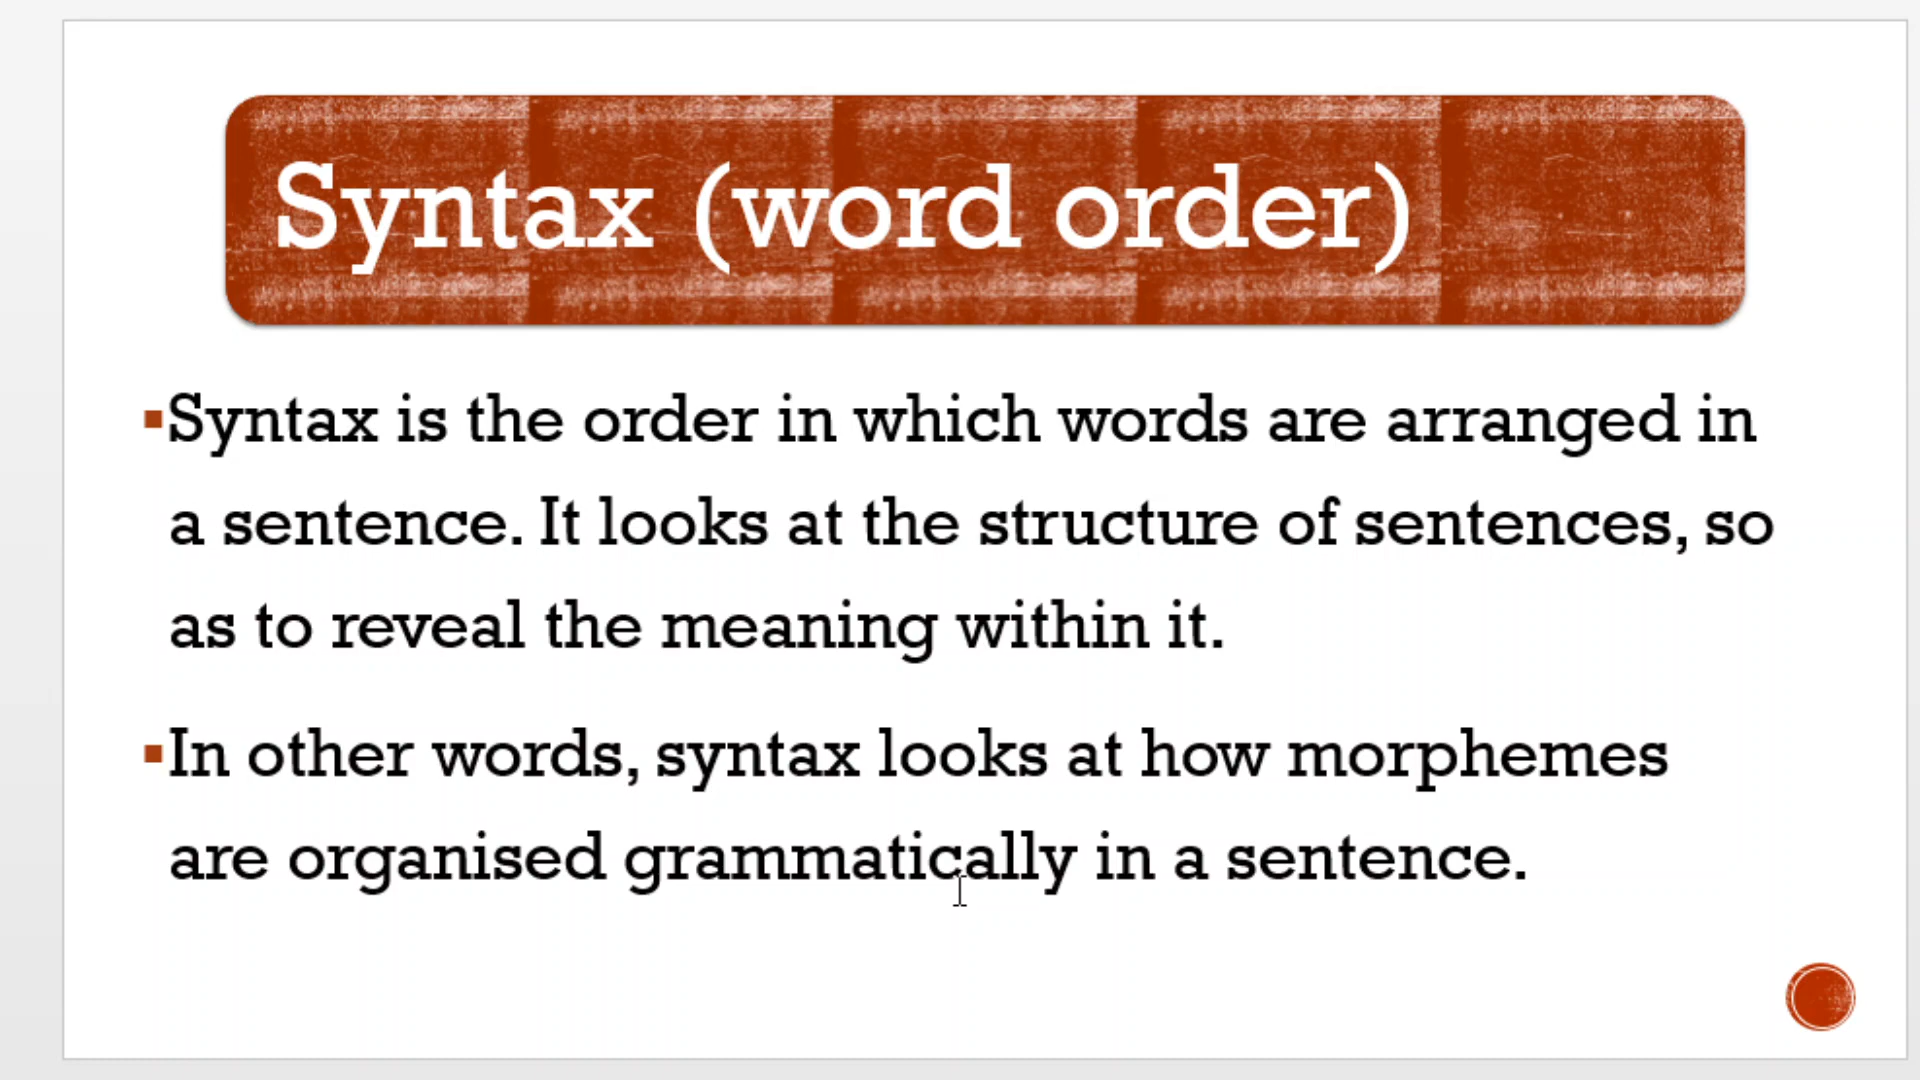 Syntax (word order)
▪Syntax is the order in which words are arranged in
a sentence. It looks at the structure of sentences, so
as to reveal the meaning within it.
▪In other words, syntax looks at how morphemes
are organised grammatically in a sentence.